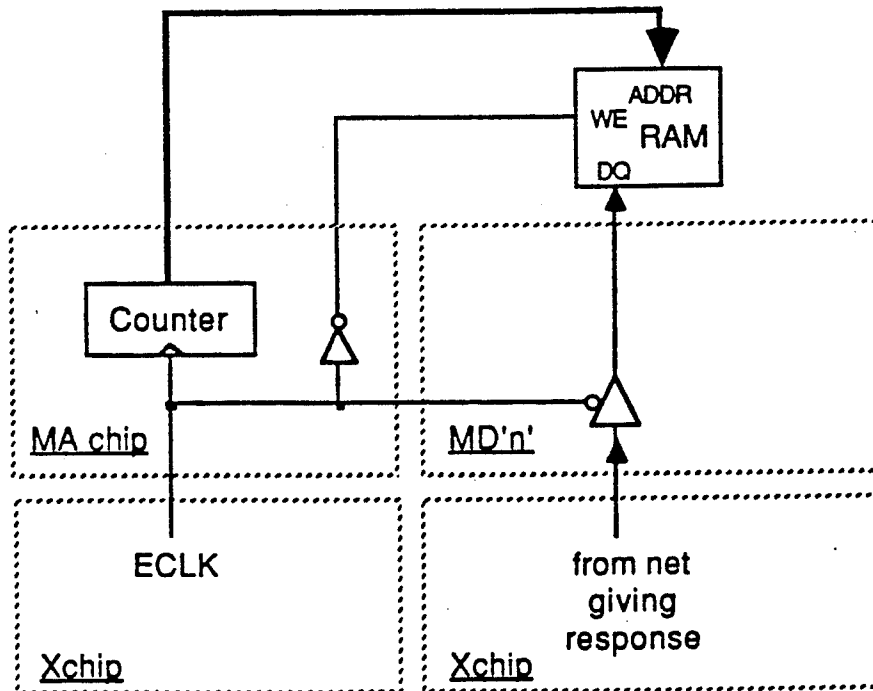 ADDR
WE
RAM
DQ
Counter
MA chip
MD'n'
ECLK
Xchip
from net
giving
response
Xchip